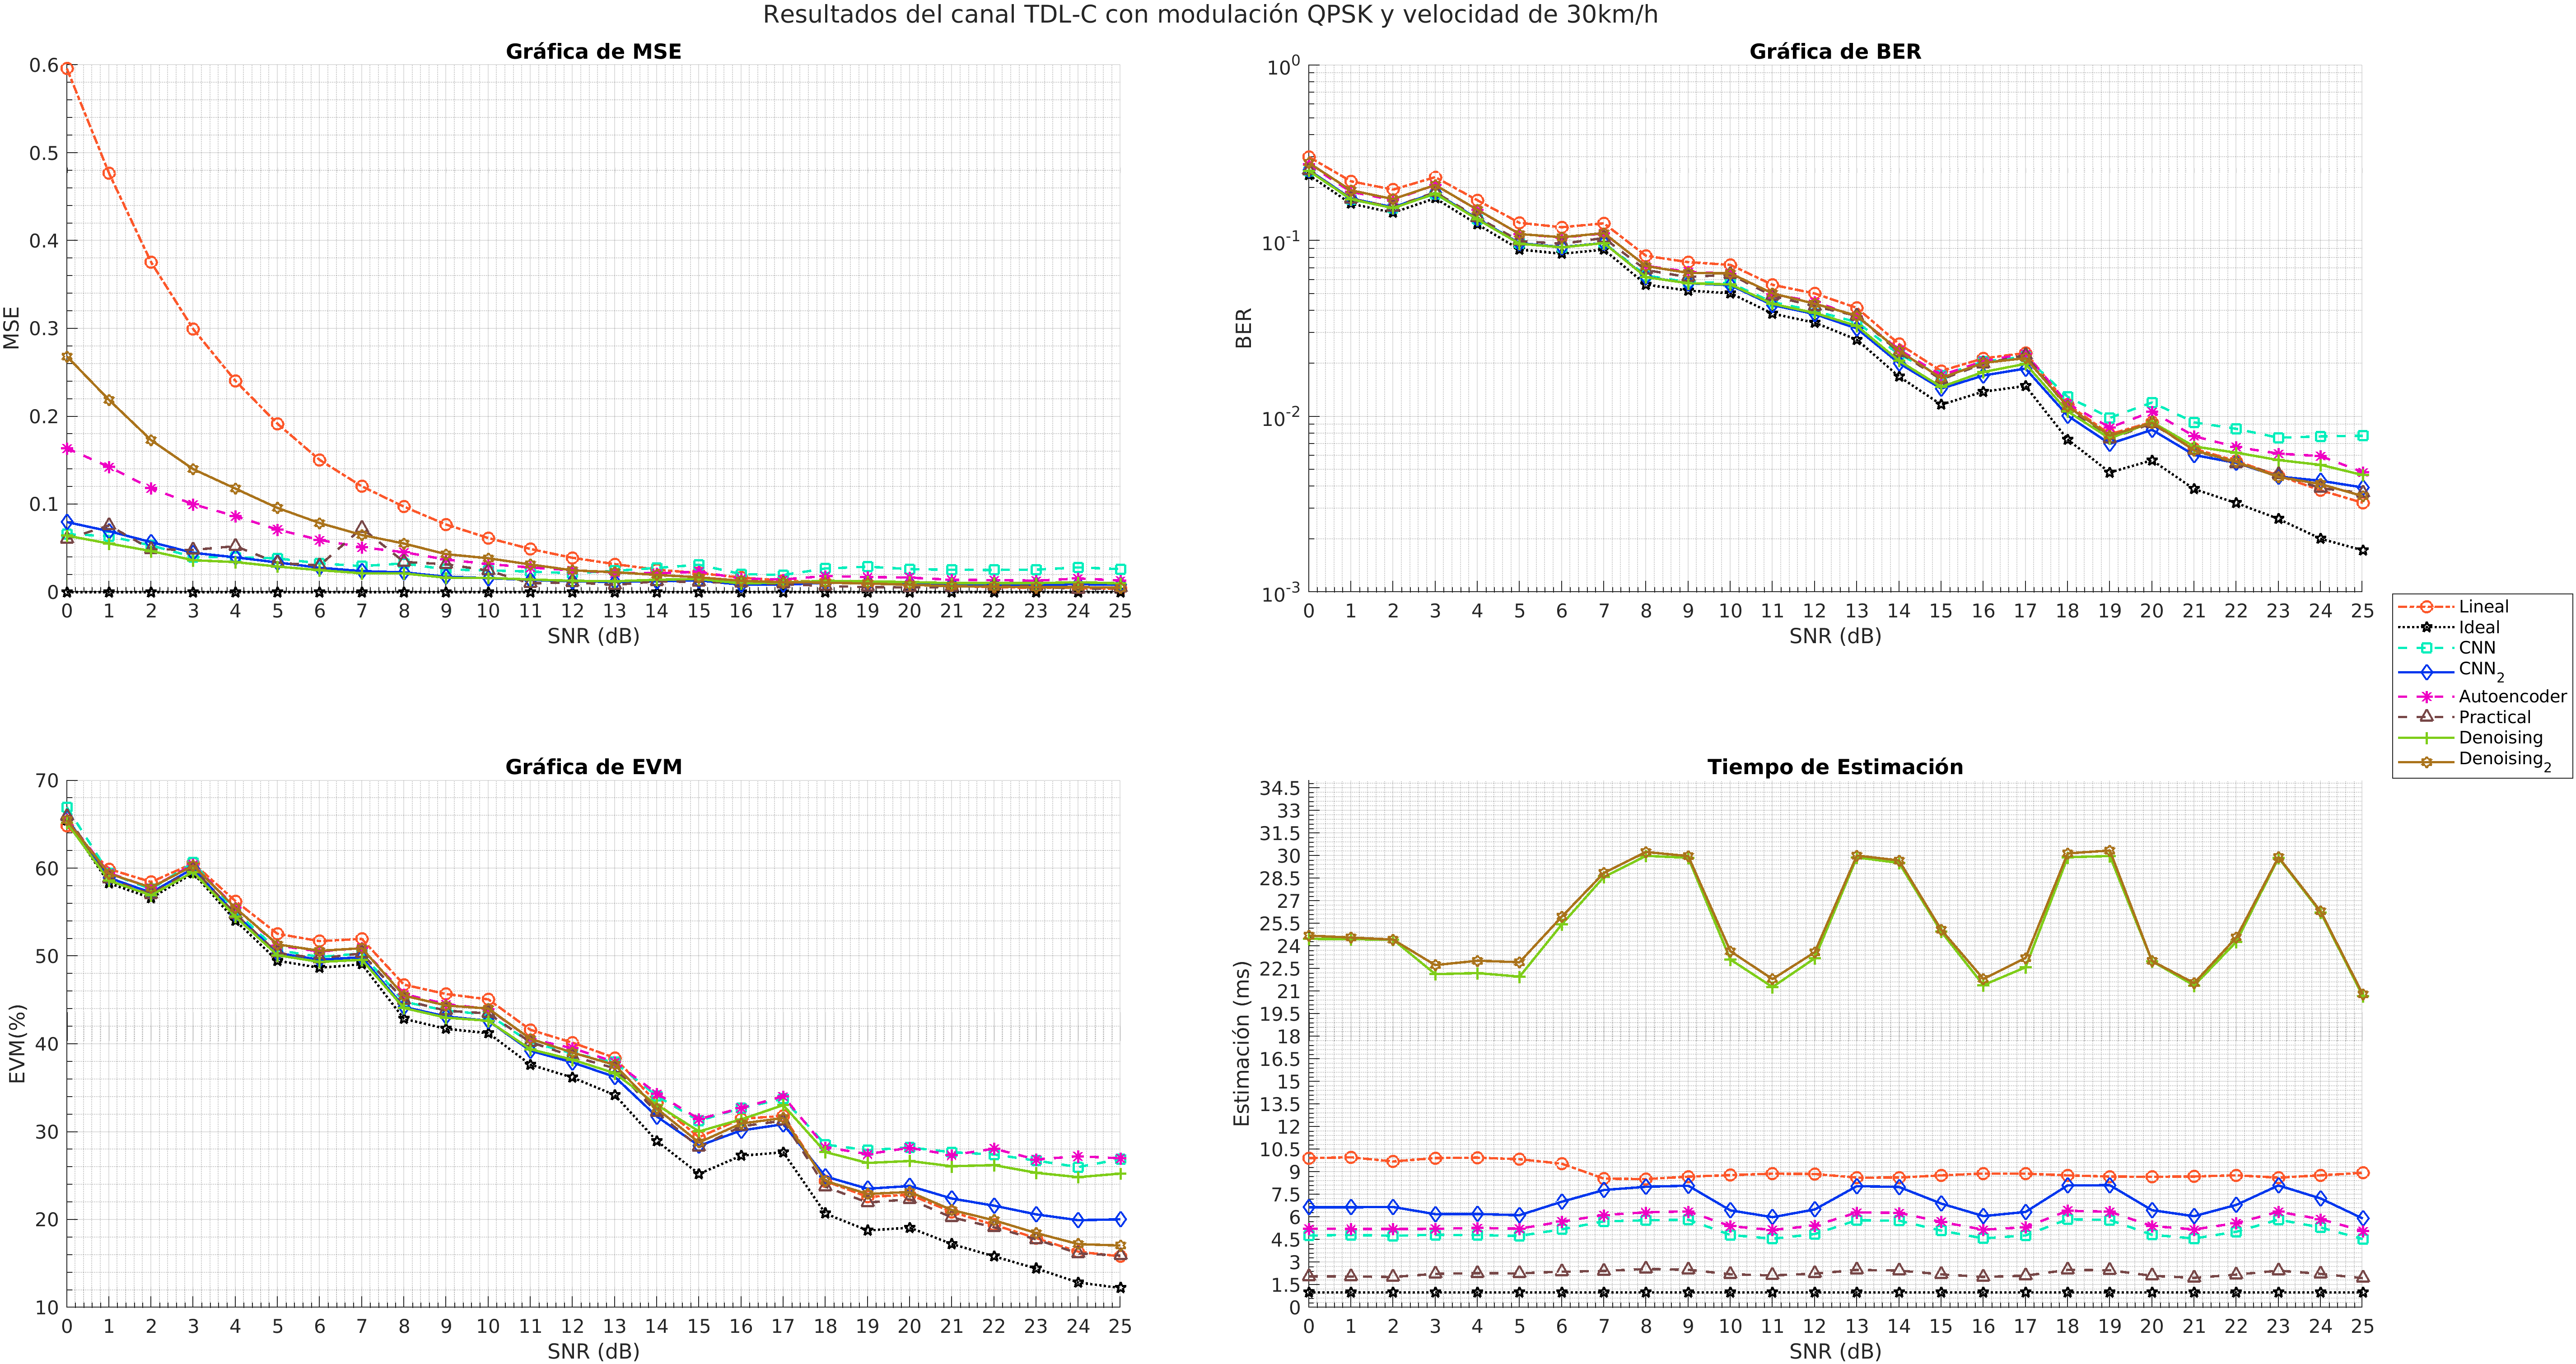 Resultados del canal TDL-C con modulación QPSK y velocidad de 30km/h
Gráfica de MSE
0.6
0.5
0.4
0.3
0.2
0.1
0
MSE
0 1 2 3 4 5 6 7 8 9 10 11 12 13 14 15 16 17 18 19 20 21 22 23 24 25
SNR (dB)
Gráfica de BER
10^0
10^-1
10^-2
10^-3
BER
0 1 2 3 4 5 6 7 8 9 10 11 12 13 14 15 16 17 18 19 20 21 22 23 24 25
SNR (dB)
Lineal
Ideal
CNN
CNN_2
Autoencoder
Practical
Denoising
Denoising_2
Gráfica de EVM
70
60
50
40
30
20
10
EVM(%)
0 1 2 3 4 5 6 7 8 9 10 11 12 13 14 15 16 17 18 19 20 21 22 23 24 25
SNR (dB)
Tiempo de Estimación
34.5
33
31.5
30
28.5
27
25.5
24
22.5
21
19.5
18
16.5
15
13.5
12
10.5
9
7.5
6
4.5
3
1.5
0
Estimación (ms)
0 1 2 3 4 5 6 7 8 9 10 11 12 13 14 15 16 17 18 19 20 21 22 23 24 25
SNR (dB)